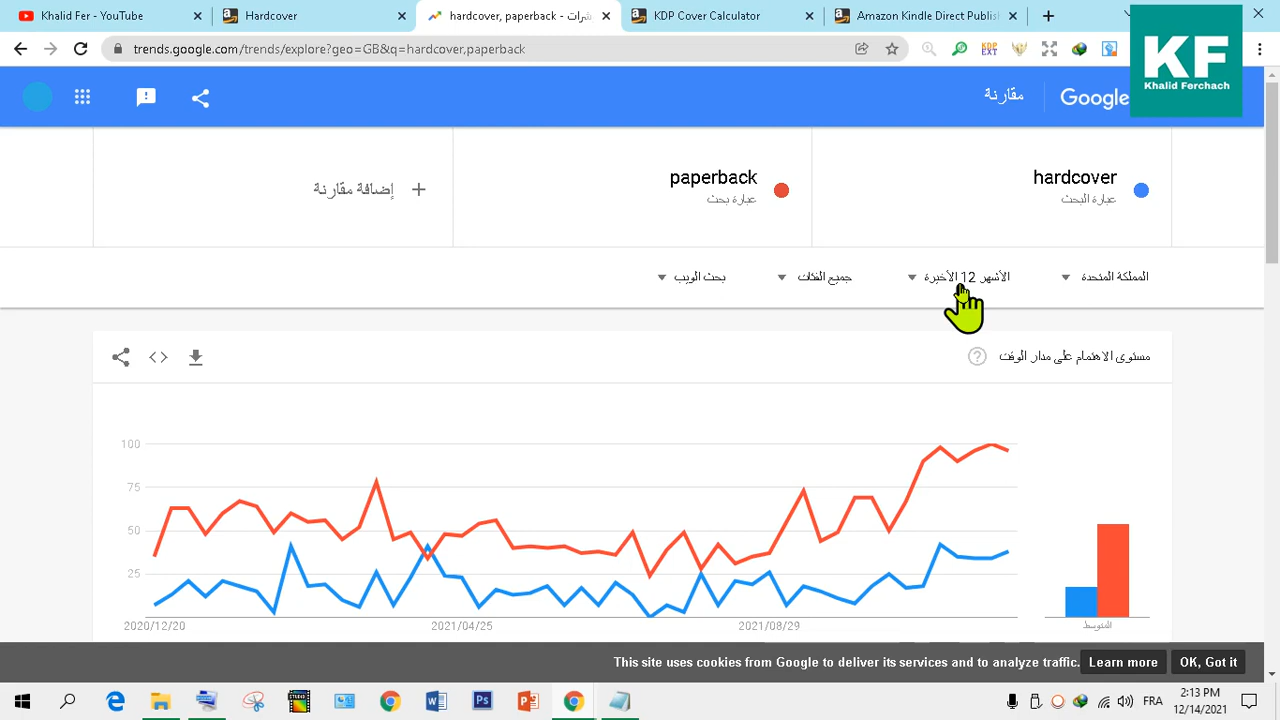 Khalid Fer - YouTube
Hardcover
hardcover, paperback - شرات
KDP Cover Calculator
Amazon Kindle Direct Publis
trends.google.com/trends/explore?geo=GB&q=hardcover,paperback
KDP
EXT
KF
Khalid Ferchach
Google
مقارنة
hardcover
عبارة البحث
paperback
عبارة بحث
إضافة مقارنة
المملكة المتحدة
الأشهر 12 الأخيرة
جميع الفئات
بحث الويب
مستوى الاهتمام على مدار الوقت
100
75
50
25
2020/12/20
2021/04/25
2021/08/29
المتوسط
This site uses cookies from Google to deliver its services and to analyze traffic.
Learn more
OK, Got it
FRA
2:13 PM
12/14/2021